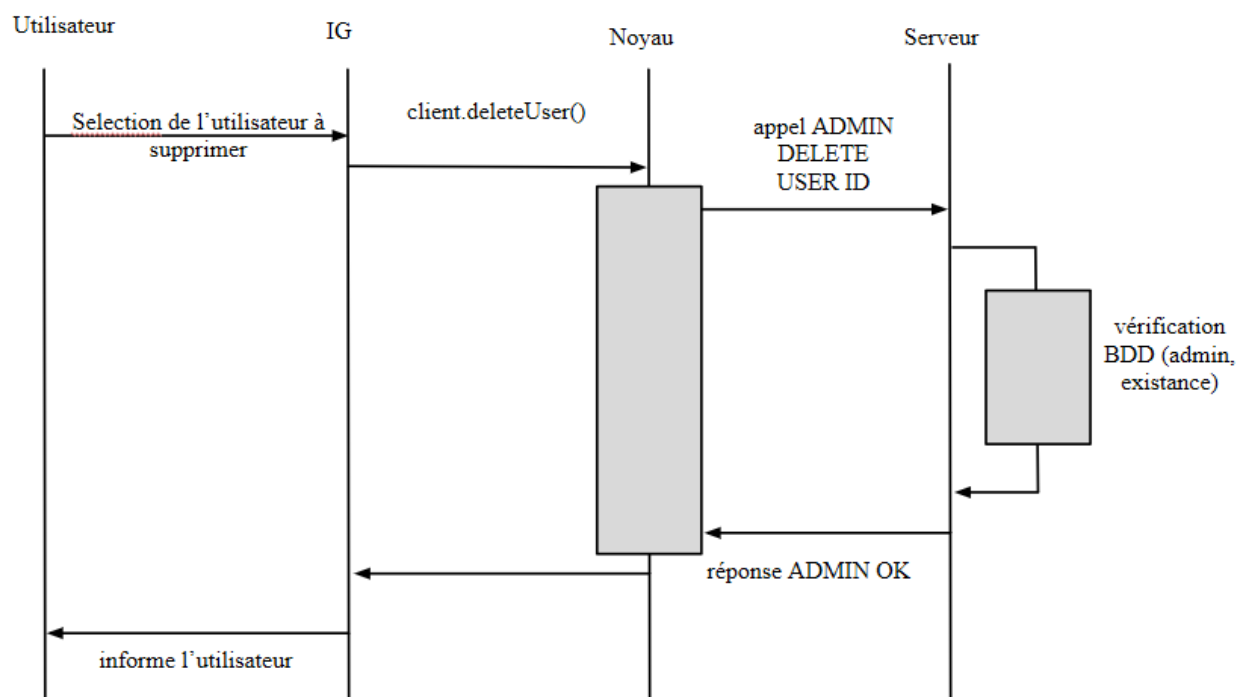 Utilisateur
IG
Noyau
Serveur
Selection de l'utilisateur à
supprimer
client.deleteUser()
appel ADMIN
DELETE
USER ID
vérification
BDD (admin,
existance)
réponse ADMIN OK
informe l'utilisateur